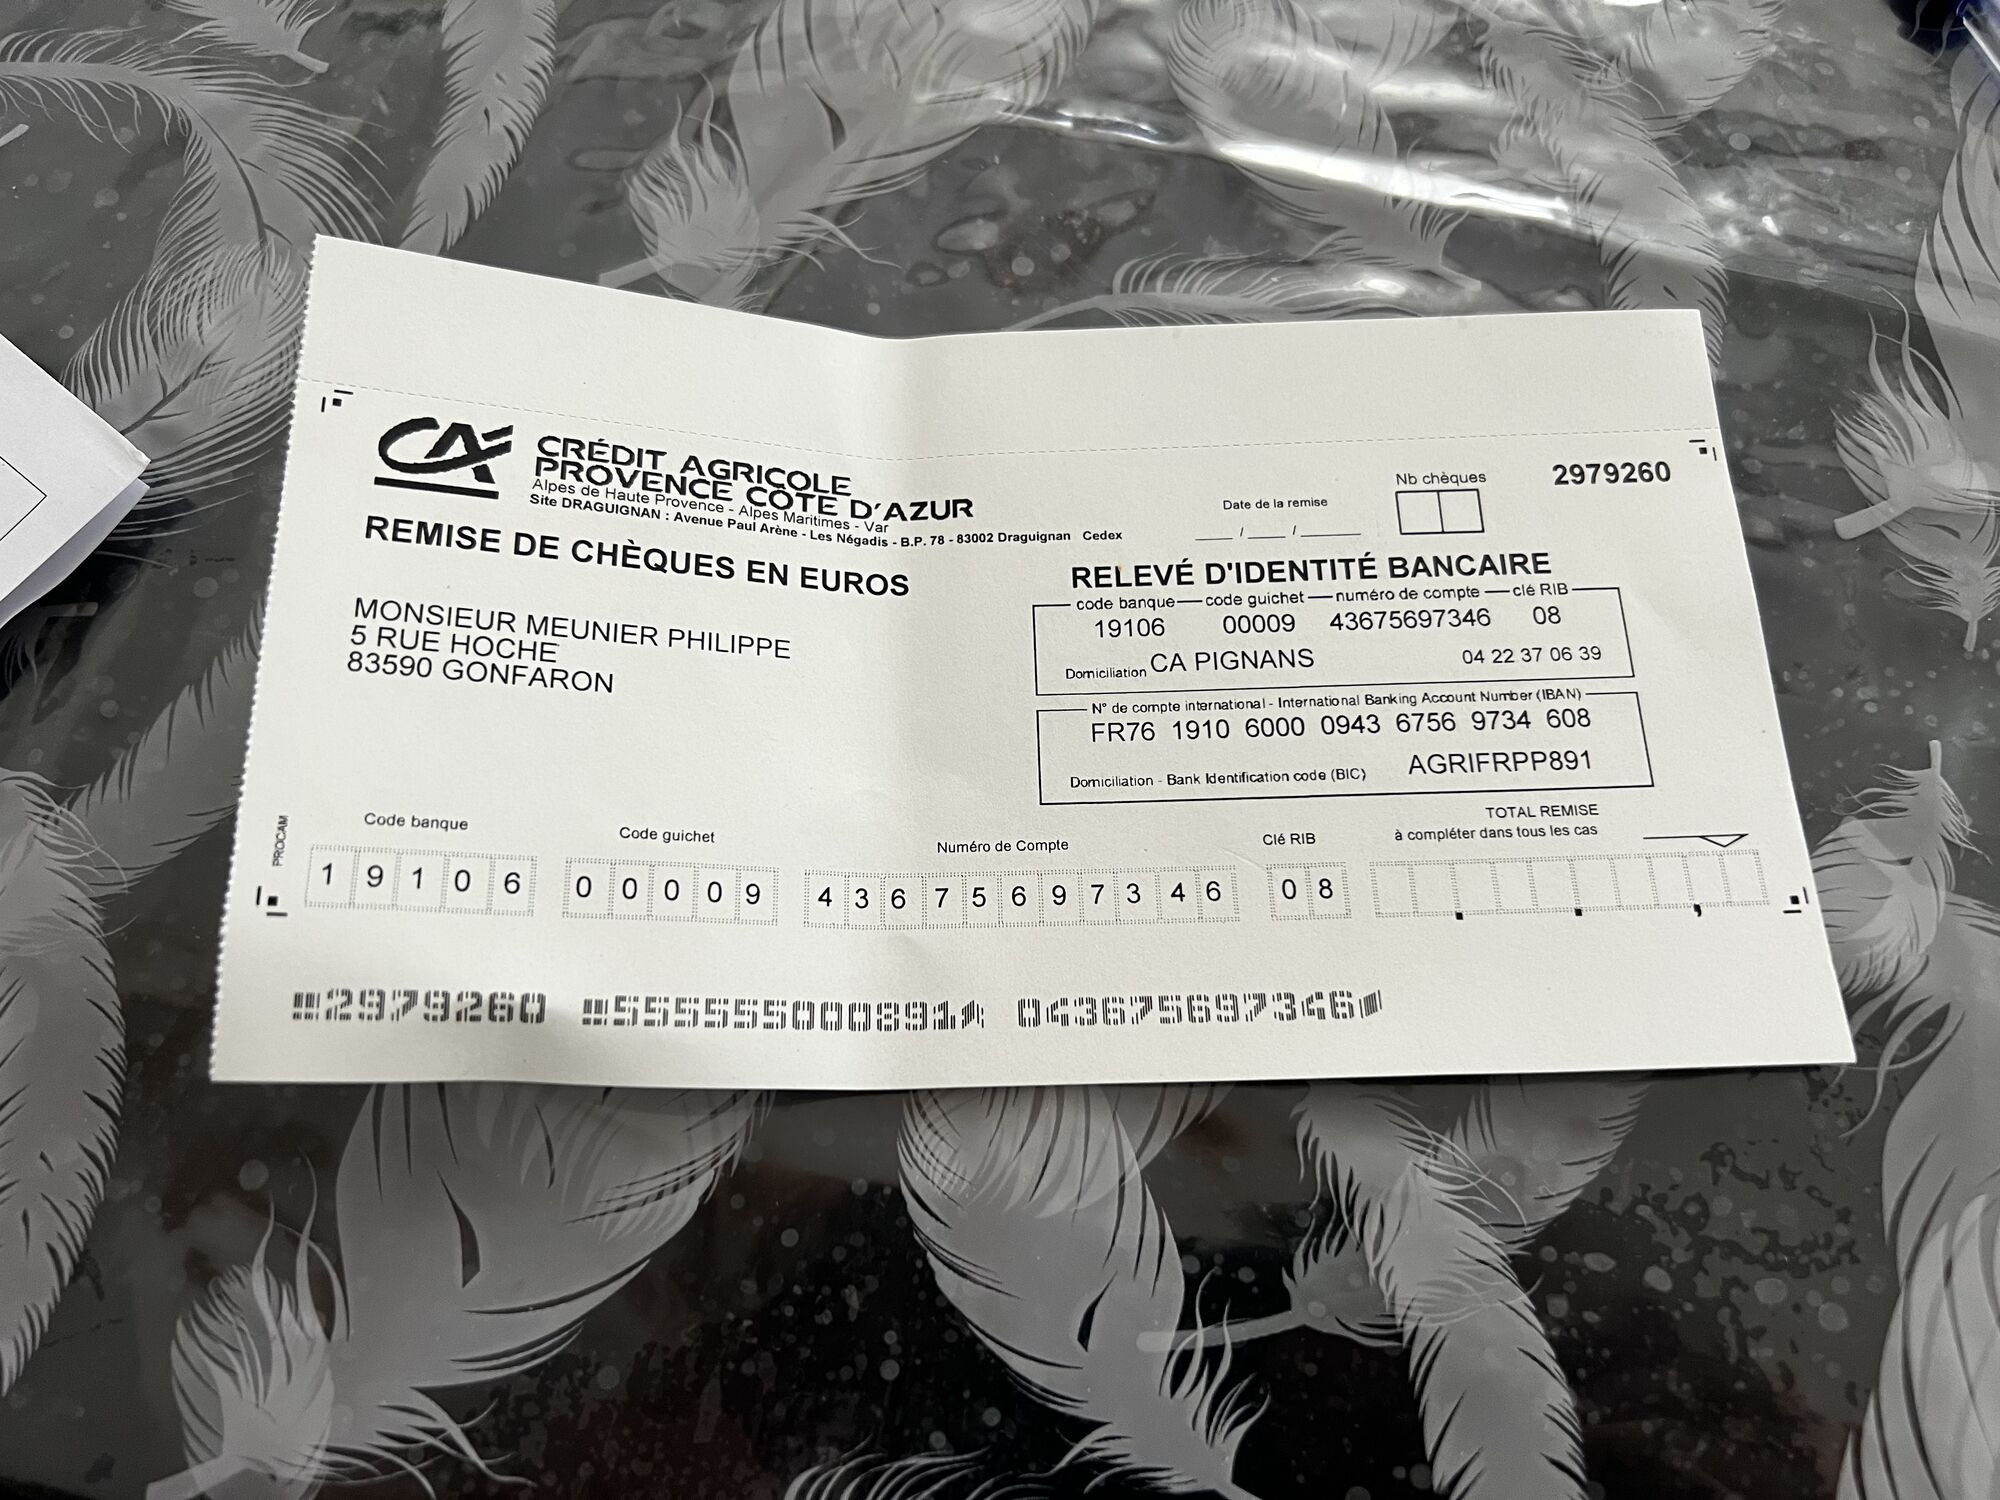 CA
CRÉDIT AGRICOLE
PROVENCE CÔTE D'AZUR
Alpes de Haute Provence - Alpes Maritimes - Var
Site DRAGUIGNAN : Avenue Paul Arène - Les Négadis - B.P. 78 - 83002 Draguignan Cedex
REMISE DE CHÈQUES EN EUROS
MONSIEUR MEUNIER PHILIPPE
5 RUE HOCHE
83590 GONFARON
Date de la remise
__ / __ / ____
Nb chèques
2979260
RELEVÉ D'IDENTITÉ BANCAIRE
code banque code guichet numéro de compte clé RIB
19106 00009 43675697346 08
Domiciliation CA PIGNANS 04 22 37 06 39
N° de compte international - International Banking Account Number (IBAN)
FR76 1910 6000 0943 6756 9734 608
Domiciliation - Bank Identification code (BIC) AGRIFRPP891
PROCAM
Code banque Code guichet Numéro de Compte Clé RIB
TOTAL REMISE
à compléter dans tous les cas
1 9 1 0 6 0 0 0 0 9 4 3 6 7 5 6 9 7 3 4 6 0 8
2979260 555555000891 043675697346